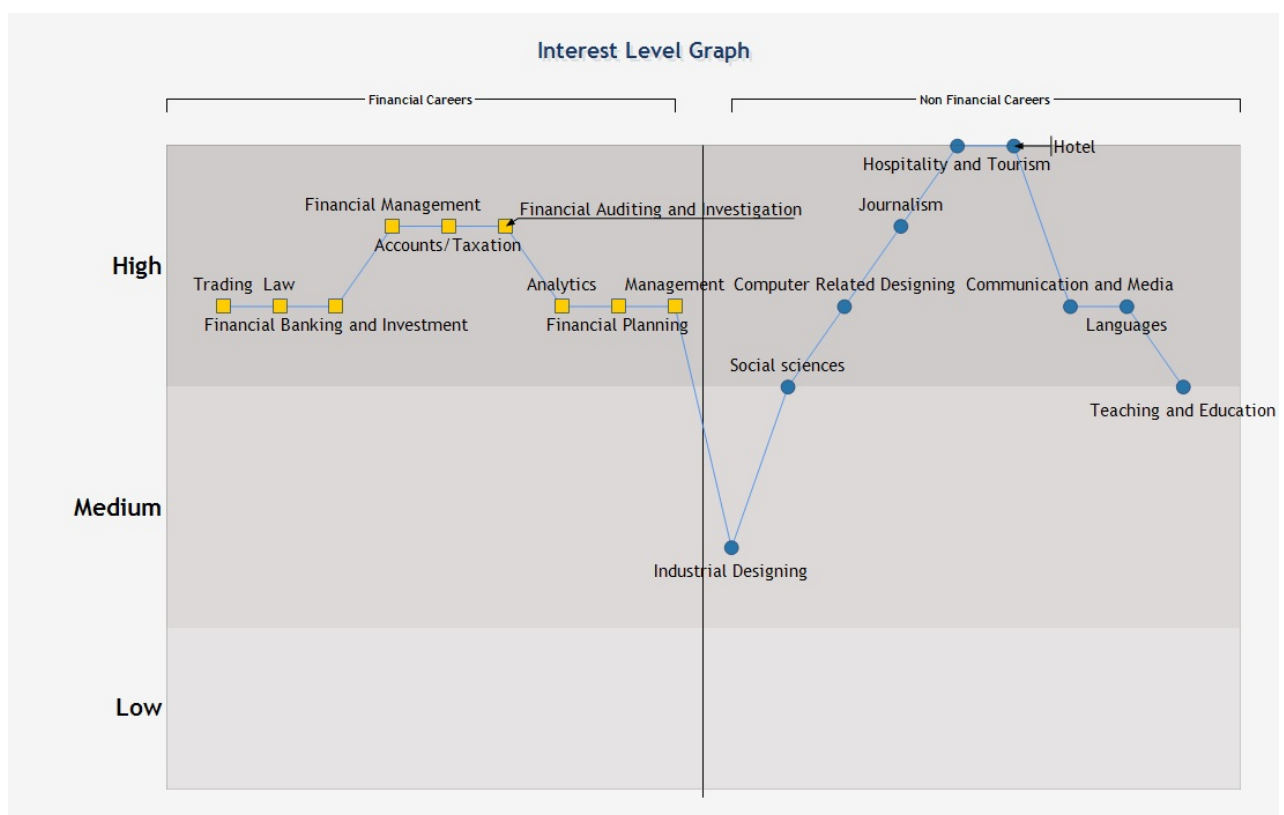 Interest Level Graph
Financial Careers
Non Financial Careers
Hotel
Hospitality and Tourism
Financial Management
Financial Auditing and Investigation
Journalism
Accounts/Taxation
High
Trading
Law
Analytics
Management
Computer Related Designing
Communication and Media
Financial Banking and Investment
Financial Planning
Languages
Social sciences
Teaching and Education
Medium
Industrial Designing
Low